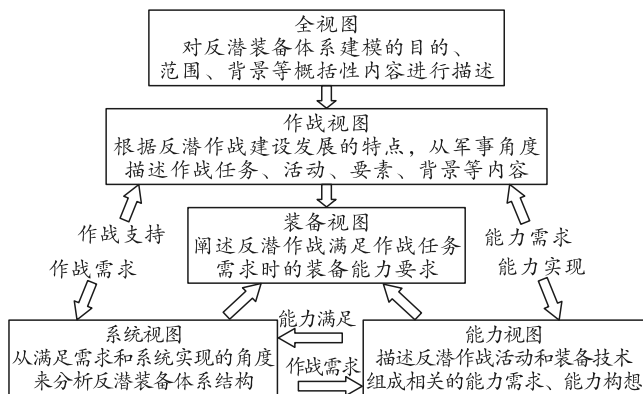 全视图
对反潜装备体系建模的目的、
范围、背景等概括性内容进行描述
作战视图
根据反潜作战建设发展的特点，从军事角度
描述作战任务、活动、要素、背景等内容
作战支持
作战需求
装备视图
阐述反潜作战满足作战任务
需求时的装备能力要求
能力需求
能力实现
系统视图
从满足需求和系统实现的角度
来分析反潜装备体系结构
能力满足
作战需求
能力视图
描述反潜作战活动和装备技术
组成相关的能力需求、能力构想